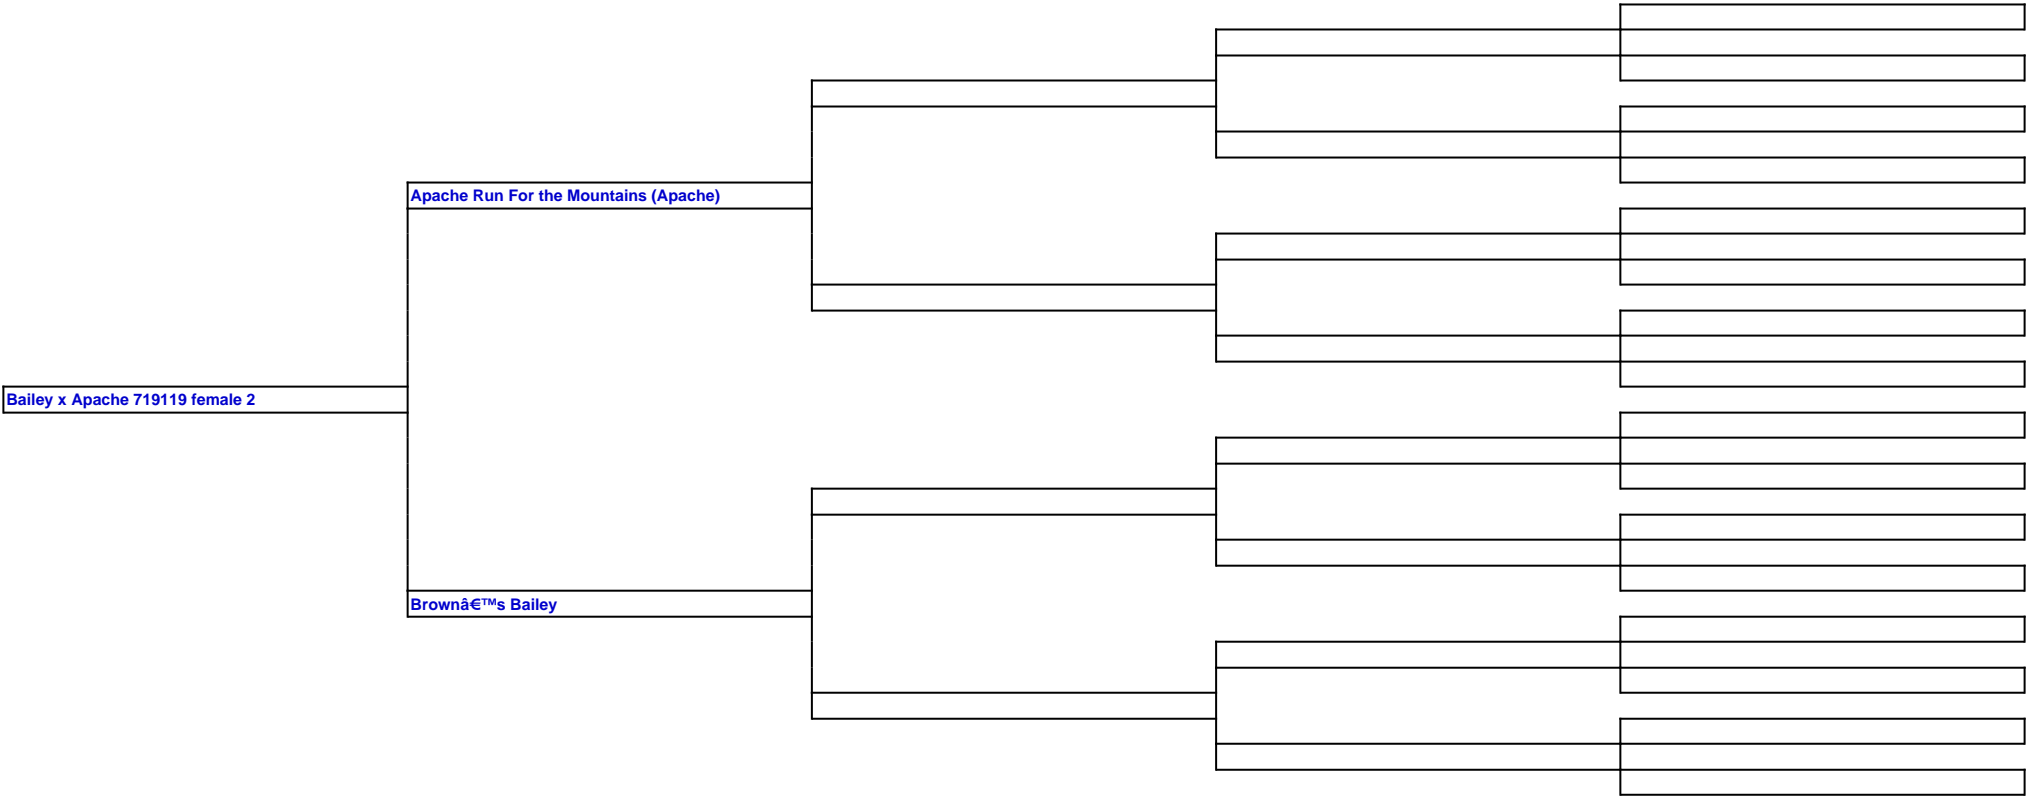 Apache Run For the Mountains (Apache)
Bailey x Apache 719119 female 2
Brownâ€™s Bailey